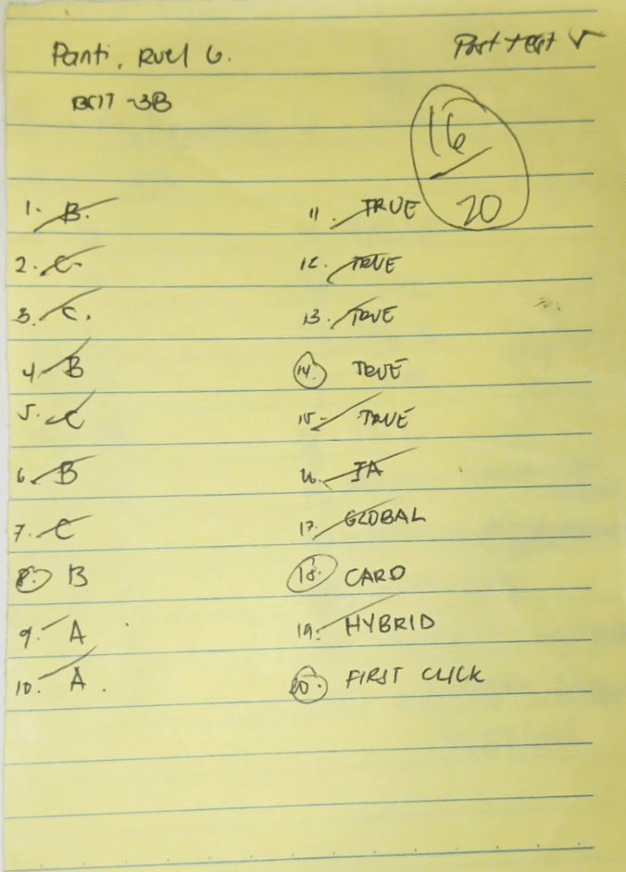 Panti, Ruel G.
Post test
BCIT -3B
16
20
1. B.
2. C.
3. C.
4. B
5. C
6. B
7. C
8. B
9. A
10. A.
11. TRUE
12. TRUE
13. TRUE
14. TRUE
15- TRUE
16. IA
17. GLOBAL
18. CARD
19. HYBRID
20. FIRST CLICK